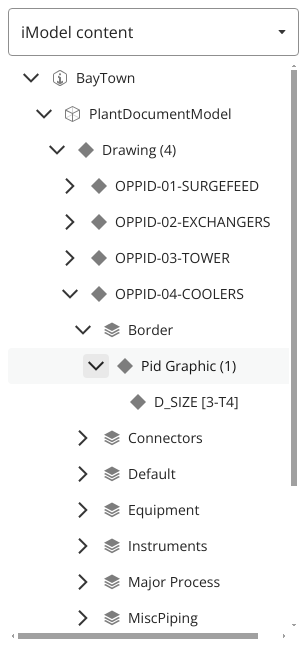 iModel content
BayTown
PlantDocumentModel
Drawing (4)
OPPID-01-SURGEFEED
OPPID-02-EXCHANGERS
OPPID-03-TOWER
OPPID-04-COOLERS
Border
Pid Graphic (1)
D_SIZE [3-T4]
Connectors
Default
Equipment
Instruments
Major Process
MiscPiping